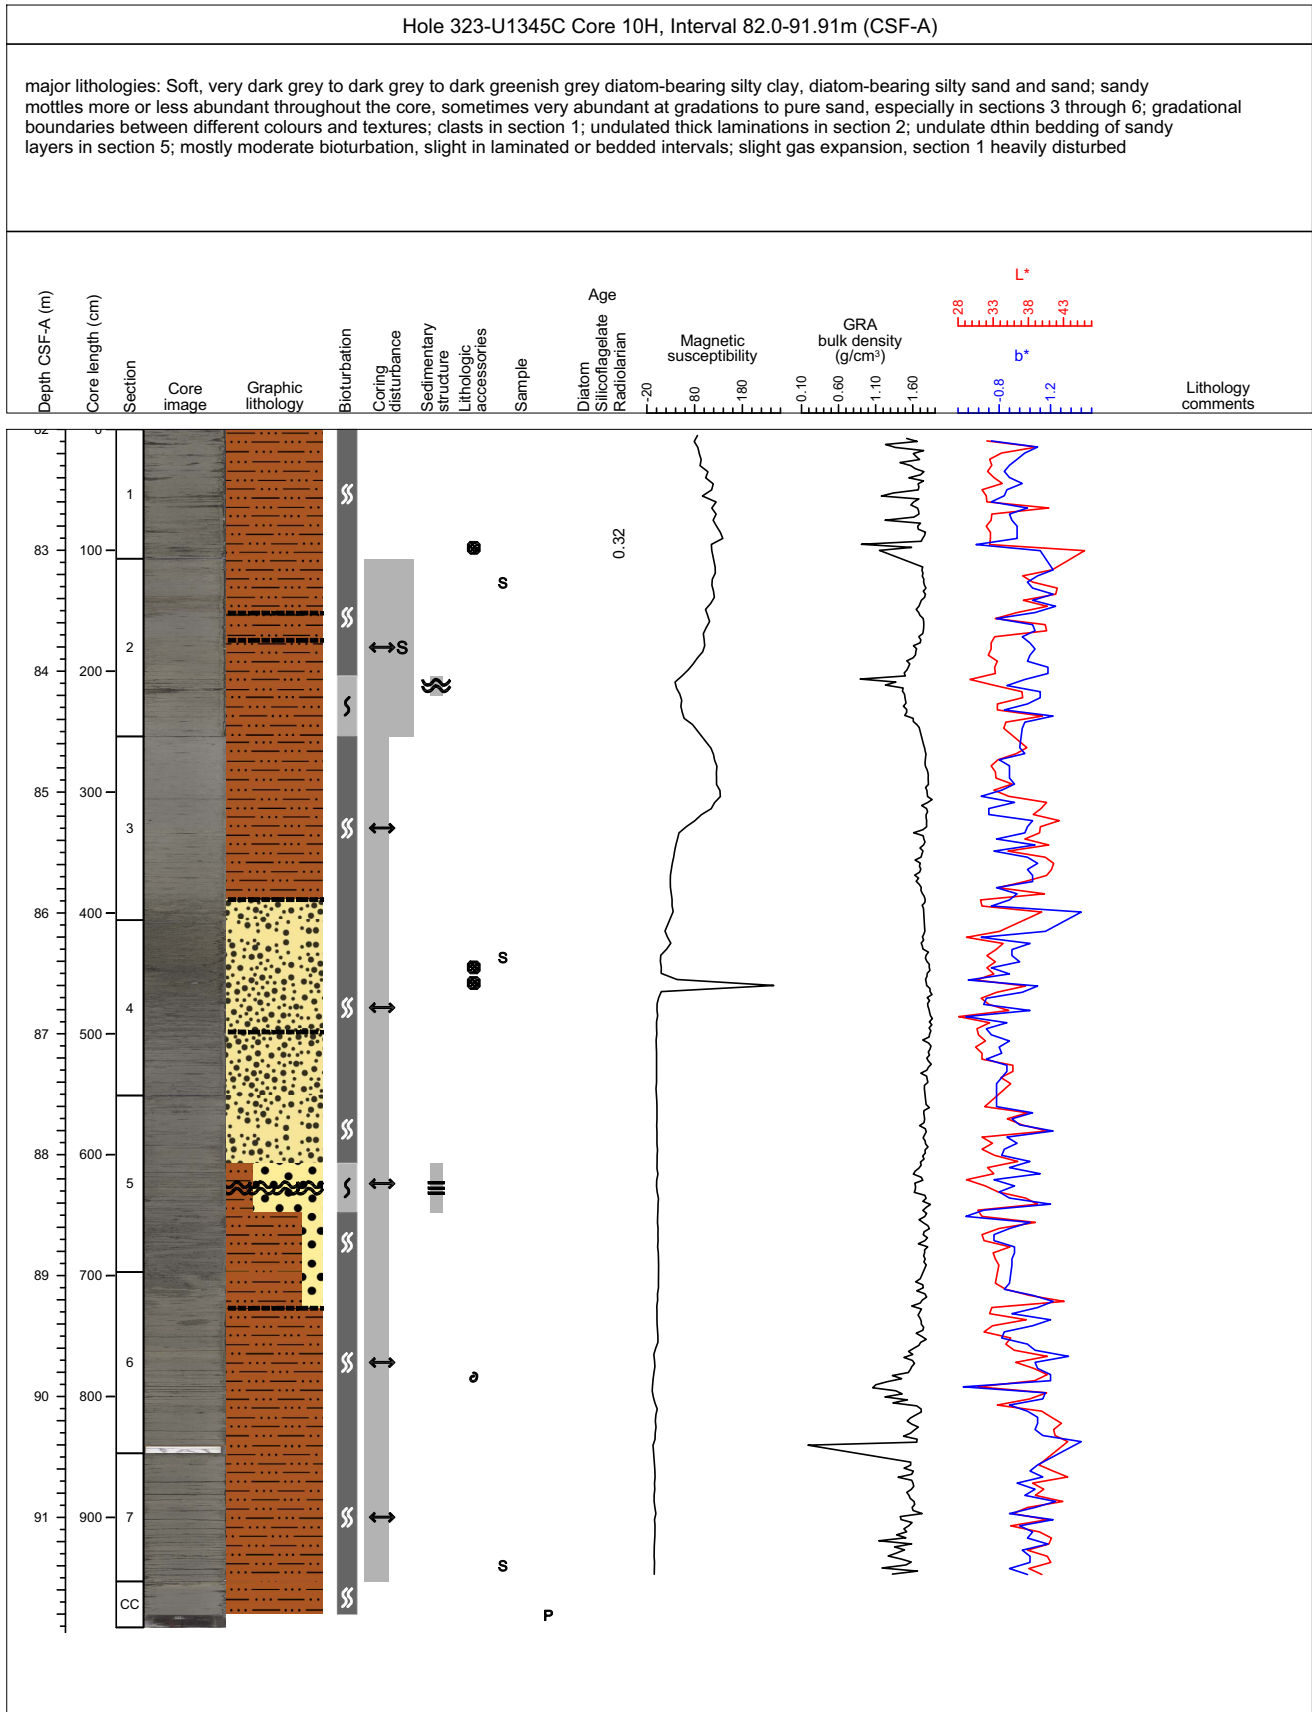 Hole 323-U1345C Core 10H, Interval 82.0-91.91m (CSF-A)
major lithologies: Soft, very dark grey to dark grey to dark greenish grey diatom-bearing silty clay, diatom-bearing silty sand and sand; sandy
mottles more or less abundant throughout the core, sometimes very abundant at gradations to pure sand, especially in sections 3 through 6; gradational
boundaries between different colours and textures; clasts in section 1; undulated thick laminations in section 2; undulate dthin bedding of sandy
layers in section 5; mostly moderate bioturbation, slight in laminated or bedded intervals; slight gas expansion, section 1 heavily disturbed
Depth CSF-A (m)
Core length (cm)
Section
Core
image
Graphic
lithology
Bioturbation
Coring
disturbance
Sedimentary
structure
Lithologic
accessories
Sample
Age
Diatom
Silicoflagelate
Radiolarian
Magnetic
susceptibility
-20
80
180
GRA
bulk density
(g/cm³)
0.10
0.60
1.10
1.60
L*
28
33
38
43
b*
-0.8
1.2
Lithology
comments
82
0
1
83
100
0.32
S
2
S
84
200
85
300
3
86
400
S
4
87
500
88
600
5
89
700
6
90
800
91
900
7
S
CC
P